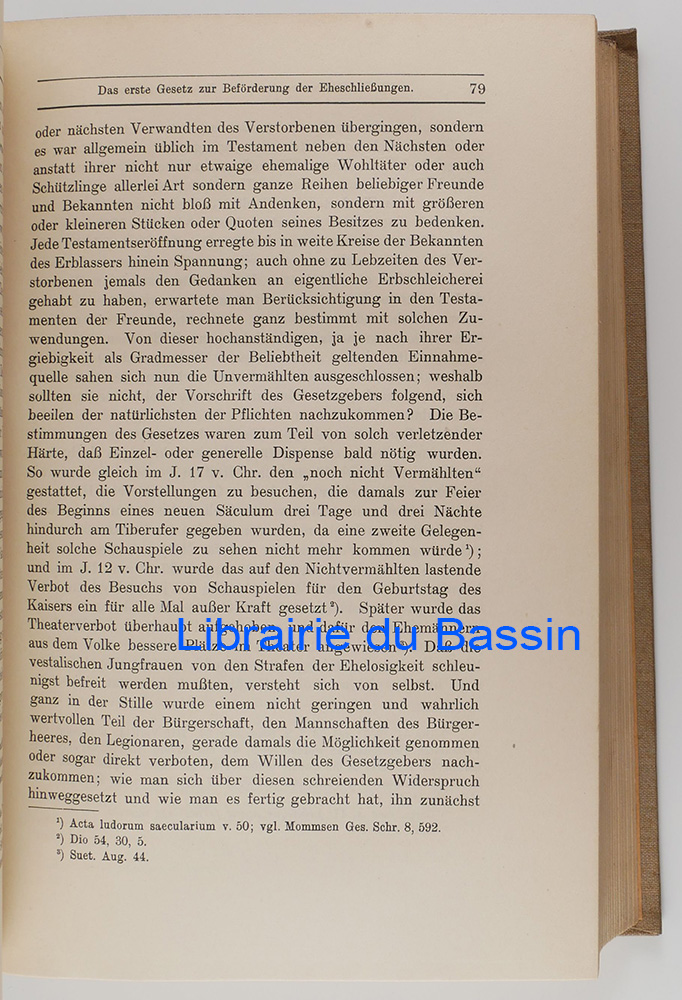 Das erste Gesetz zur Beförderung der Eheschließungen. 79
oder nächsten Verwandten des Verstorbenen übergingen, sondern
es war allgemein üblich im Testament neben den Nächsten oder
anstatt ihrer nicht nur etwaige ehemalige Wohltäter oder auch
Schützlinge allerlei Art sondern ganze Reihen beliebiger Freunde
und Bekannten nicht bloß mit Andenken, sondern mit größeren
oder kleineren Stücken oder Quoten seines Besitzes zu bedenken.
Jede Testamentseröffnung erregte bis in weite Kreise der Bekannten
des Erblassers hinein Spannung; auch ohne zu Lebzeiten des Ver-
storbenen jemals den Gedanken an eigentliche Erbschleicherei
gehabt zu haben, erwartete man Berücksichtigung in den Testa-
menten der Freunde, rechnete ganz bestimmt mit solchen Zu-
wendungen. Von dieser hochanständigen, ja je nach ihrer Er-
giebigkeit als Gradmesser der Beliebtheit geltenden Einnahme-
quelle sahen sich nun die Unvermählten ausgeschlossen; weshalb
sollten sie nicht, der Vorschrift des Gesetzgebers folgend, sich
beeilen der natürlichsten der Pflichten nachzukommen? Die Be-
stimmungen des Gesetzes waren zum Teil von solch verletzender
Härte, daß Einzel- oder generelle Dispense bald nötig wurden.
So wurde gleich im J. 17 v. Chr. den „noch nicht Vermählten“
gestattet, die Vorstellungen zu besuchen, die damals zur Feier
des Beginns eines neuen Säculum drei Tage und drei Nächte
hindurch am Tiberufer gegeben wurden, da eine zweite Gelegen-
heit solche Schauspiele zu sehen nicht mehr kommen würde¹);
und im J. 12 v. Chr. wurde das auf den Nichtvermählten lastende
Verbot des Besuchs von Schauspielen für den Geburtstag des
Kaisers ein für alle Mal außer Kraft gesetzt²). Später wurde das
Theaterverbot überhaupt aufgehoben, und dafür den Ehemännern
aus dem Volke bessere Plätze im Theater angewiesen³). Daß die
vestalischen Jungfrauen von den Strafen der Ehelosigkeit schleu-
nigst befreit werden mußten, versteht sich von selbst. Und
ganz in der Stille wurde einem nicht geringen und wahrlich
wertvollen Teil der Bürgerschaft, den Mannschaften des Bürger-
heeres, den Legionaren, gerade damals die Möglichkeit genommen
oder sogar direkt verboten, dem Willen des Gesetzgebers nach-
zukommen; wie man sich über diesen schreienden Widerspruch
hinweggesetzt und wie man es fertig gebracht hat, ihn zunächst
¹) Acta ludorum saecularium v. 50; vgl. Mommsen Ges. Schr. 8, 592.
²) Dio 54, 30, 5.
³) Suet. Aug. 44.
Librairie du Bassin